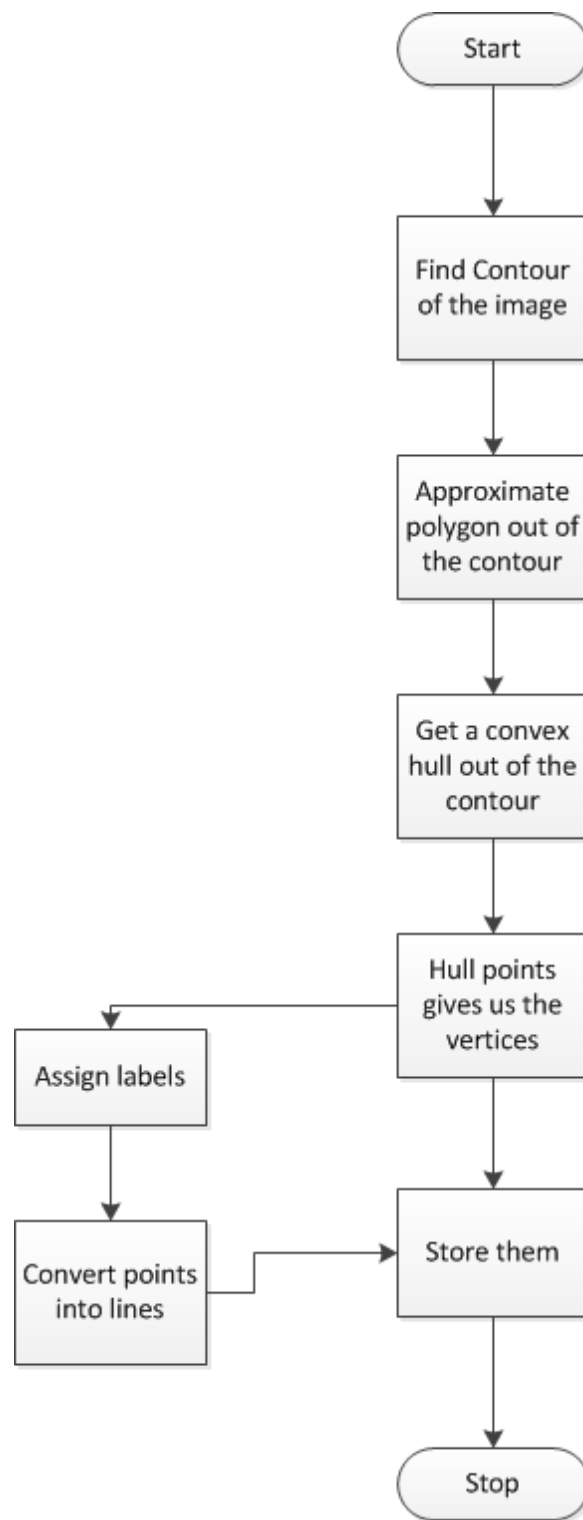 Start
Find Contour
of the image
Approximate
polygon out of
the contour
Get a convex
hull out of the
contour
Hull points
gives us the
vertices
Assign labels
Convert points
into lines
Store them
Stop